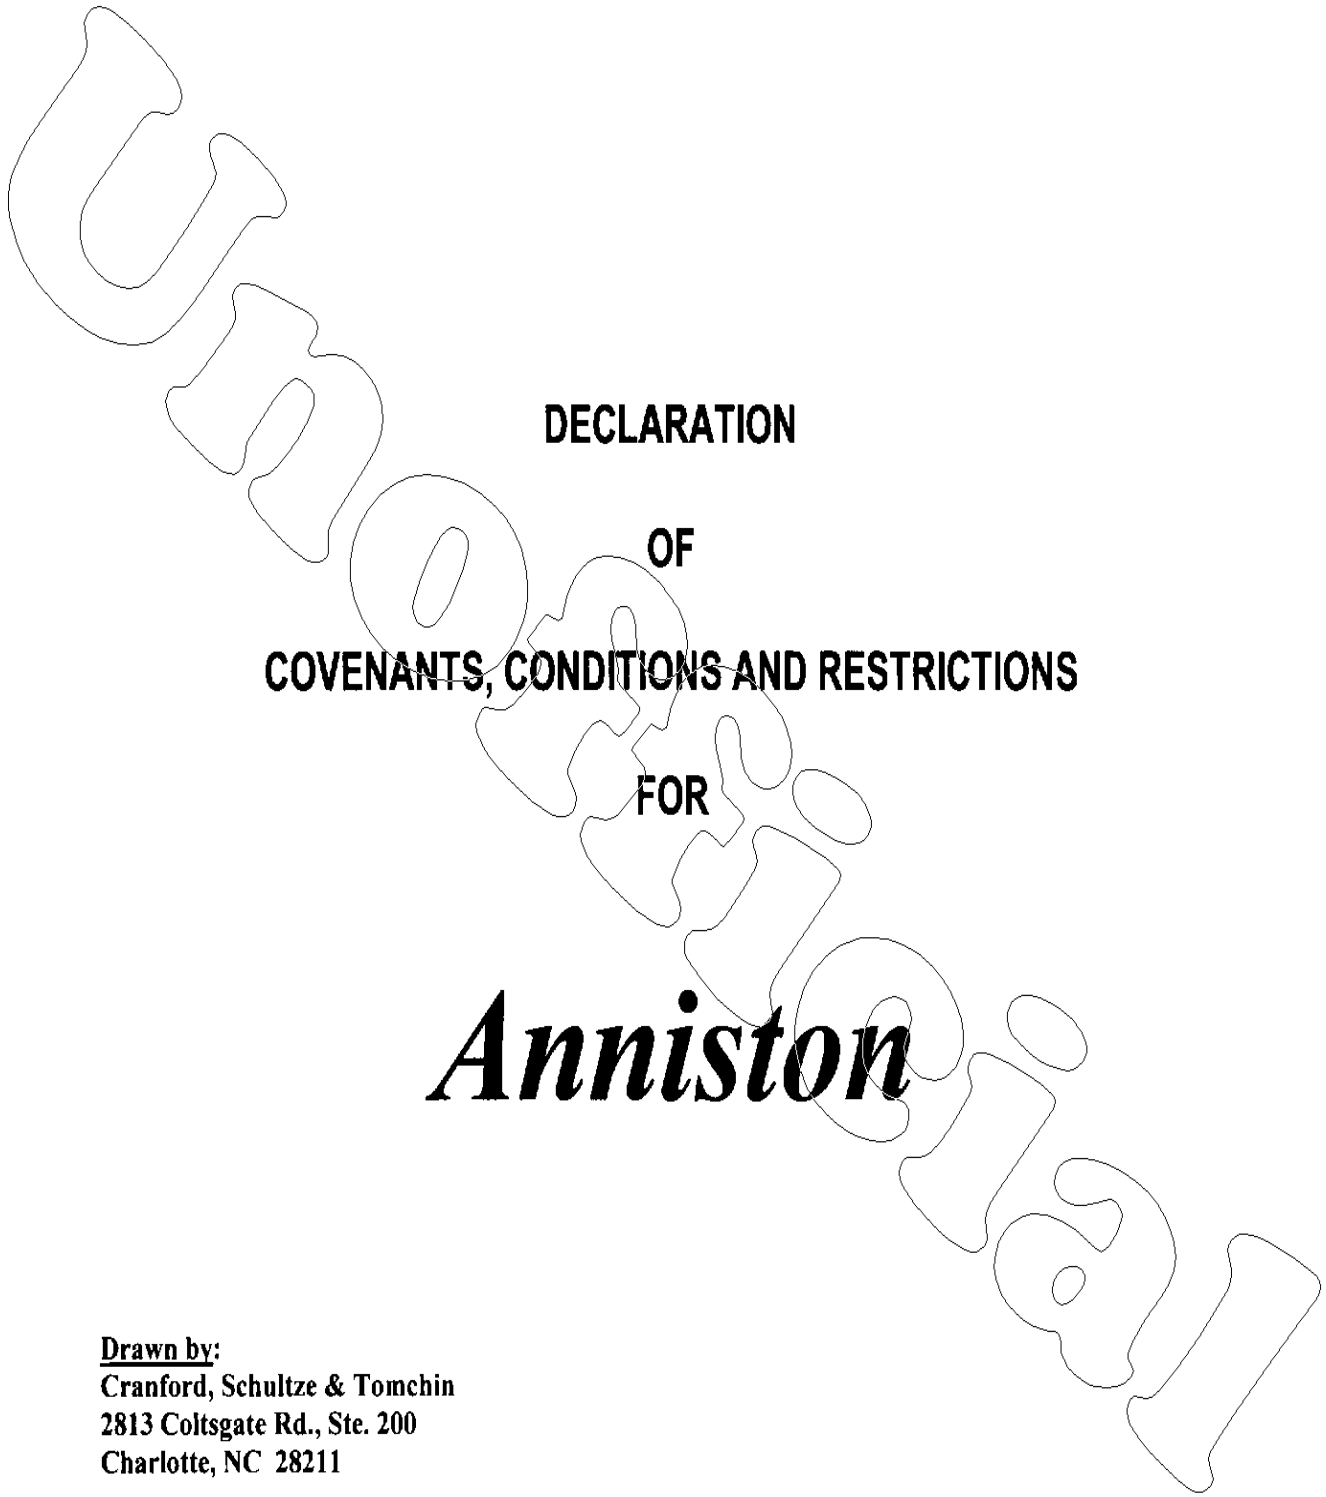 Unofficial
DECLARATION
OF
COVENANTS, CONDITIONS AND RESTRICTIONS
FOR
Anniston
Drawn by:
Cranford, Schultze & Tomchin
2813 Coltsgate Rd., Ste. 200
Charlotte, NC 28211